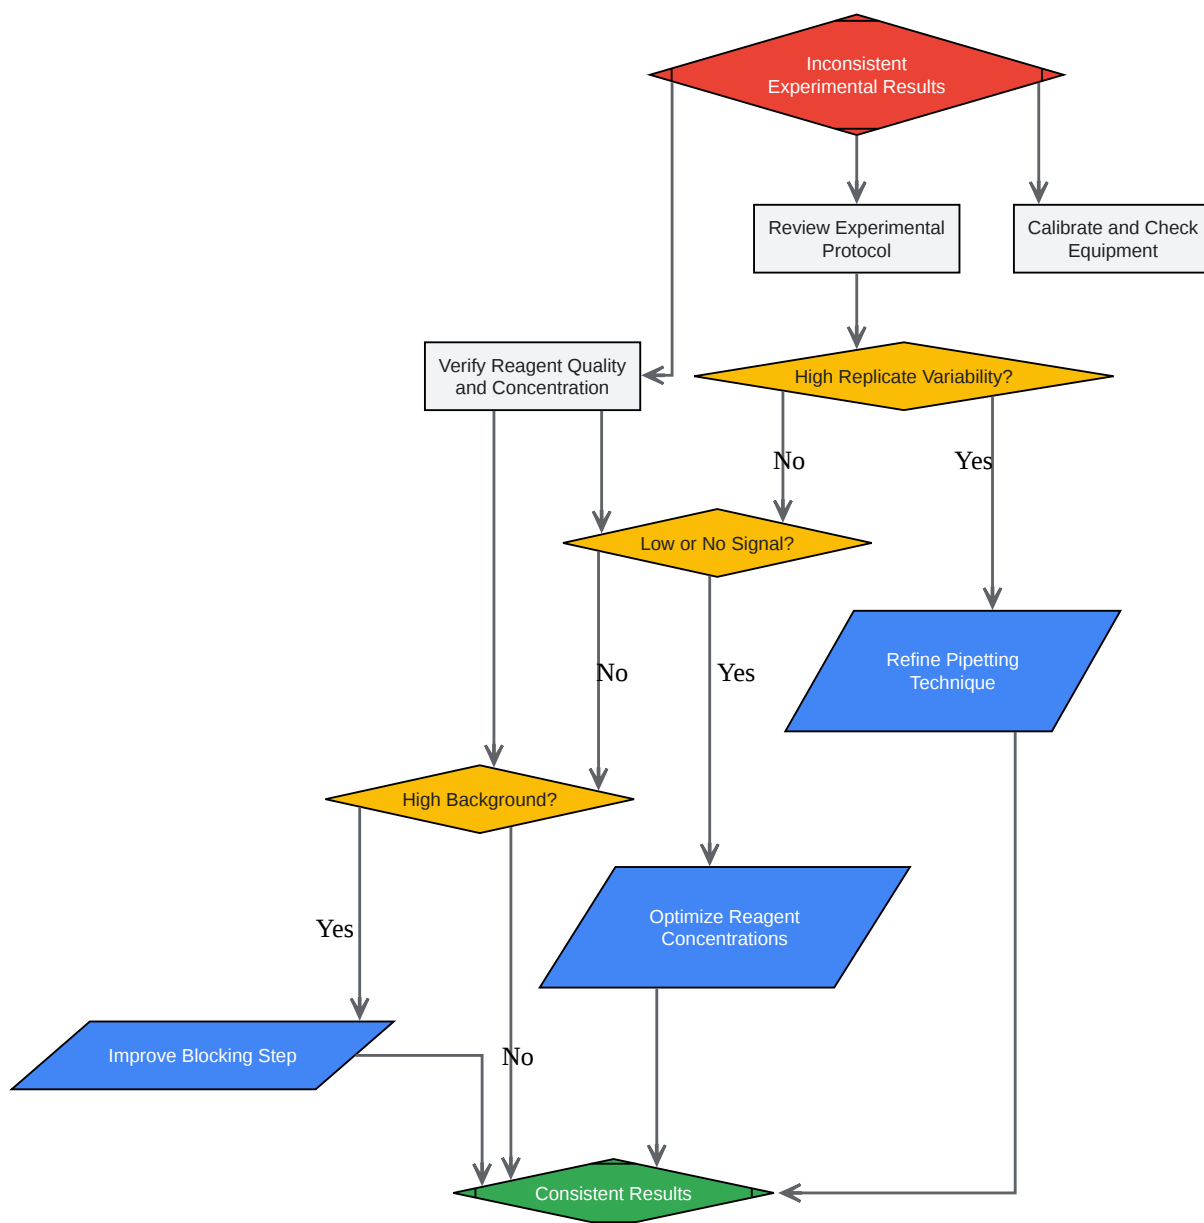 Inconsistent
Experimental Results
Review Experimental
Protocol
Calibrate and Check
Equipment
Verify Reagent Quality
and Concentration
High Replicate Variability?
No
Yes
Low or No Signal?
No
Yes
Refine Pipetting
Technique
High Background?
Yes
Optimize Reagent
Concentrations
Improve Blocking Step
No
Consistent Results